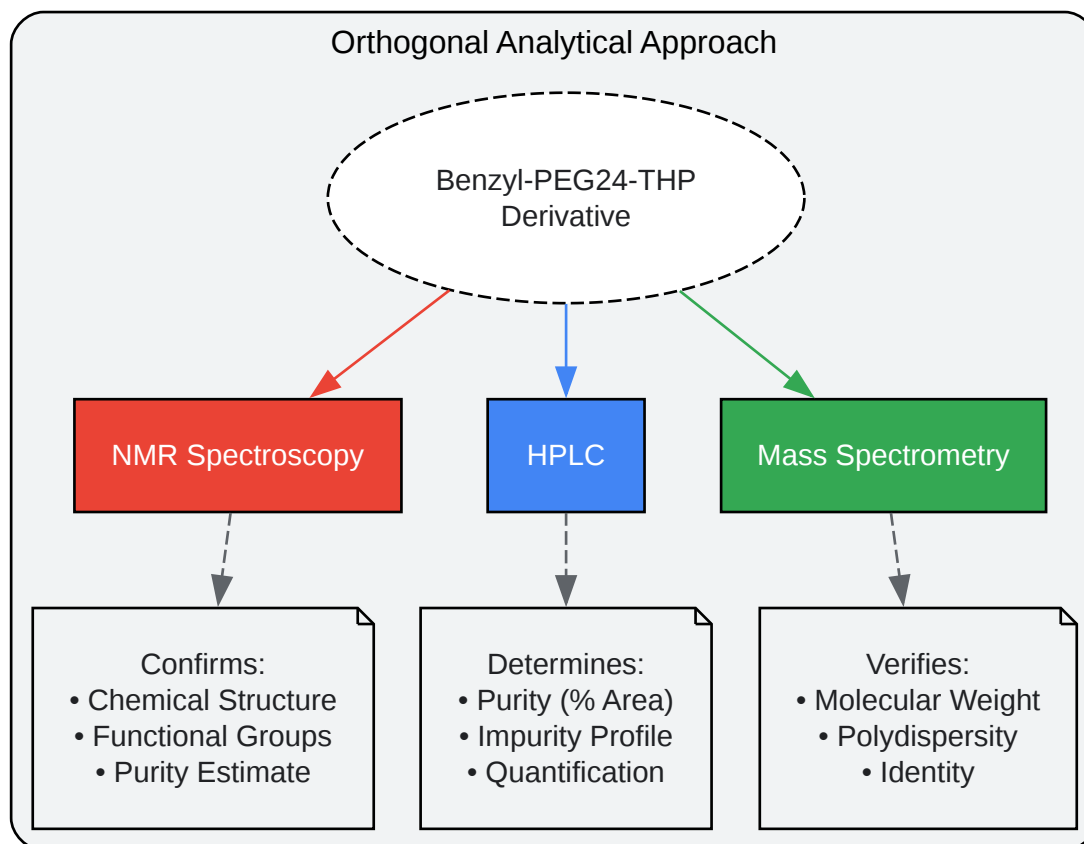 Orthogonal Analytical Approach
Benzyl-PEG24-THP
Derivative
NMR Spectroscopy
HPLC
Mass Spectrometry
Confirms:
• Chemical Structure
• Functional Groups
• Purity Estimate
Determines:
• Purity (% Area)
• Impurity Profile
• Quantification
Verifies:
• Molecular Weight
• Polydispersity
• Identity